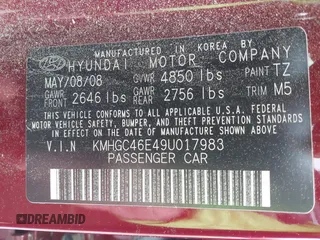 MANUFACTURED IN KOREA BY
HYUNDAI MOTOR COMPANY
MAY/08/08 GVWR 4850 lbs PAINT TZ
GAWR FRONT 2646 lbs GAWR REAR 2756 lbs TRIM M5
THIS VEHICLE CONFORMS TO ALL APPLICABLE U.S. FEDERAL
MOTOR VEHICLE SAFETY, BUMPER, AND THEFT PREVENTION STANDARDS
IN EFFECT ON THE DATE OF MANUFACTURE SHOWN ABOVE.
V.I.N KMHGC46E49U017983
PASSENGER CAR
© DREAMBID